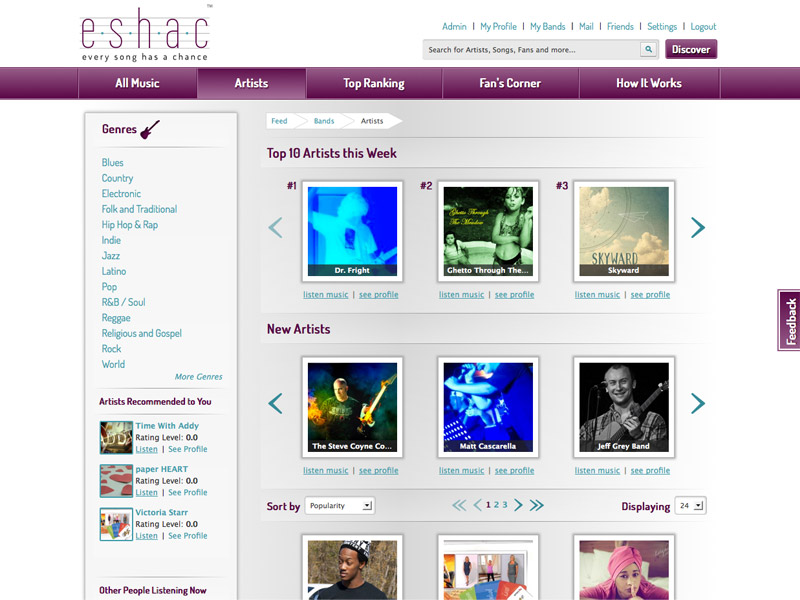 eshac™
every song has a chance
Admin | My Profile | My Bands | Mail | Friends | Settings | Logout
Search for Artists, Songs, Fans and more...
Discover
All Music
Artists
Top Ranking
Fan's Corner
How It Works
Genres
Blues
Country
Electronic
Folk and Traditional
Hip Hop & Rap
Indie
Jazz
Latino
Pop
R&B / Soul
Reggae
Religious and Gospel
Rock
World
More Genres
Artists Recommended to You
Time With Addy
Rating Level: 0.0
Listen | See Profile
paper HEART
Rating Level: 0.0
Listen | See Profile
Victoria Starr
Rating Level: 0.0
Listen | See Profile
Other People Listening Now
Feed
Bands
Artists
Top 10 Artists this Week
#1
Dr. Fright
listen music | see profile
#2
Ghetto Through
The Meadow
Ghetto Through The...
listen music | see profile
#3
SKYWARD
Skyward
listen music | see profile
New Artists
The Steve Coyne Co...
listen music | see profile
Matt Cascarella
listen music | see profile
Jeff Grey Band
listen music | see profile
Sort by
Popularity
1 2 3
Displaying
24
Feedback